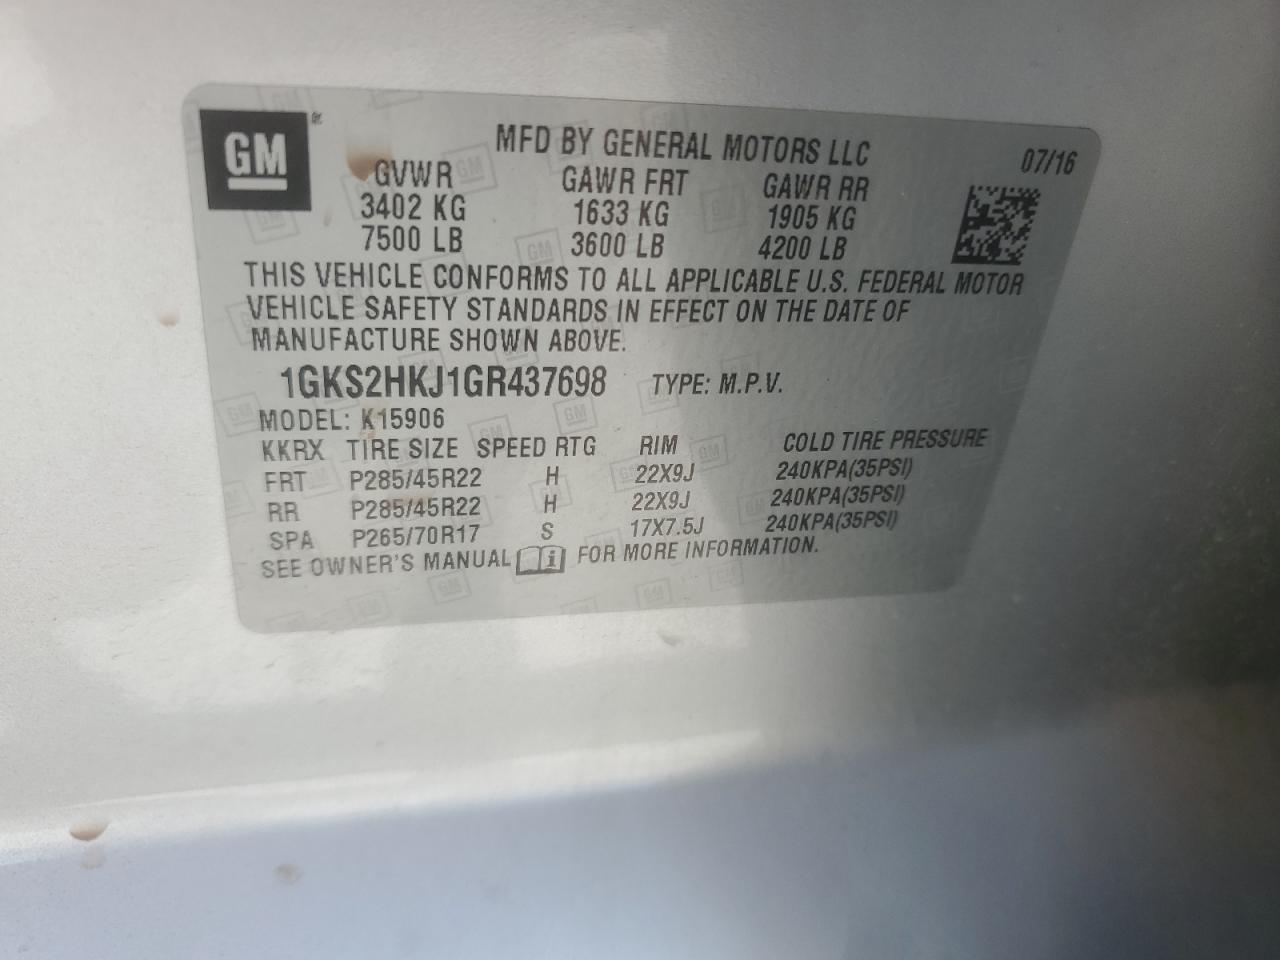 GM
MFD BY GENERAL MOTORS LLC
07/16
GVWR GAWR FRT GAWR RR
3402 KG 1633 KG 1905 KG
7500 LB 3600 LB 4200 LB
THIS VEHICLE CONFORMS TO ALL APPLICABLE U.S. FEDERAL MOTOR
VEHICLE SAFETY STANDARDS IN EFFECT ON THE DATE OF
MANUFACTURE SHOWN ABOVE.
1GKS2HKJ1GR437698 TYPE: M.P.V.
MODEL: K15906
KKRX TIRE SIZE SPEED RTG RIM COLD TIRE PRESSURE
FRT P285/45R22 H 22X9J 240KPA(35PSI)
RR P285/45R22 H 22X9J 240KPA(35PSI)
SPA P265/70R17 S 17X7.5J 240KPA(35PSI)
SEE OWNER'S MANUAL i FOR MORE INFORMATION.